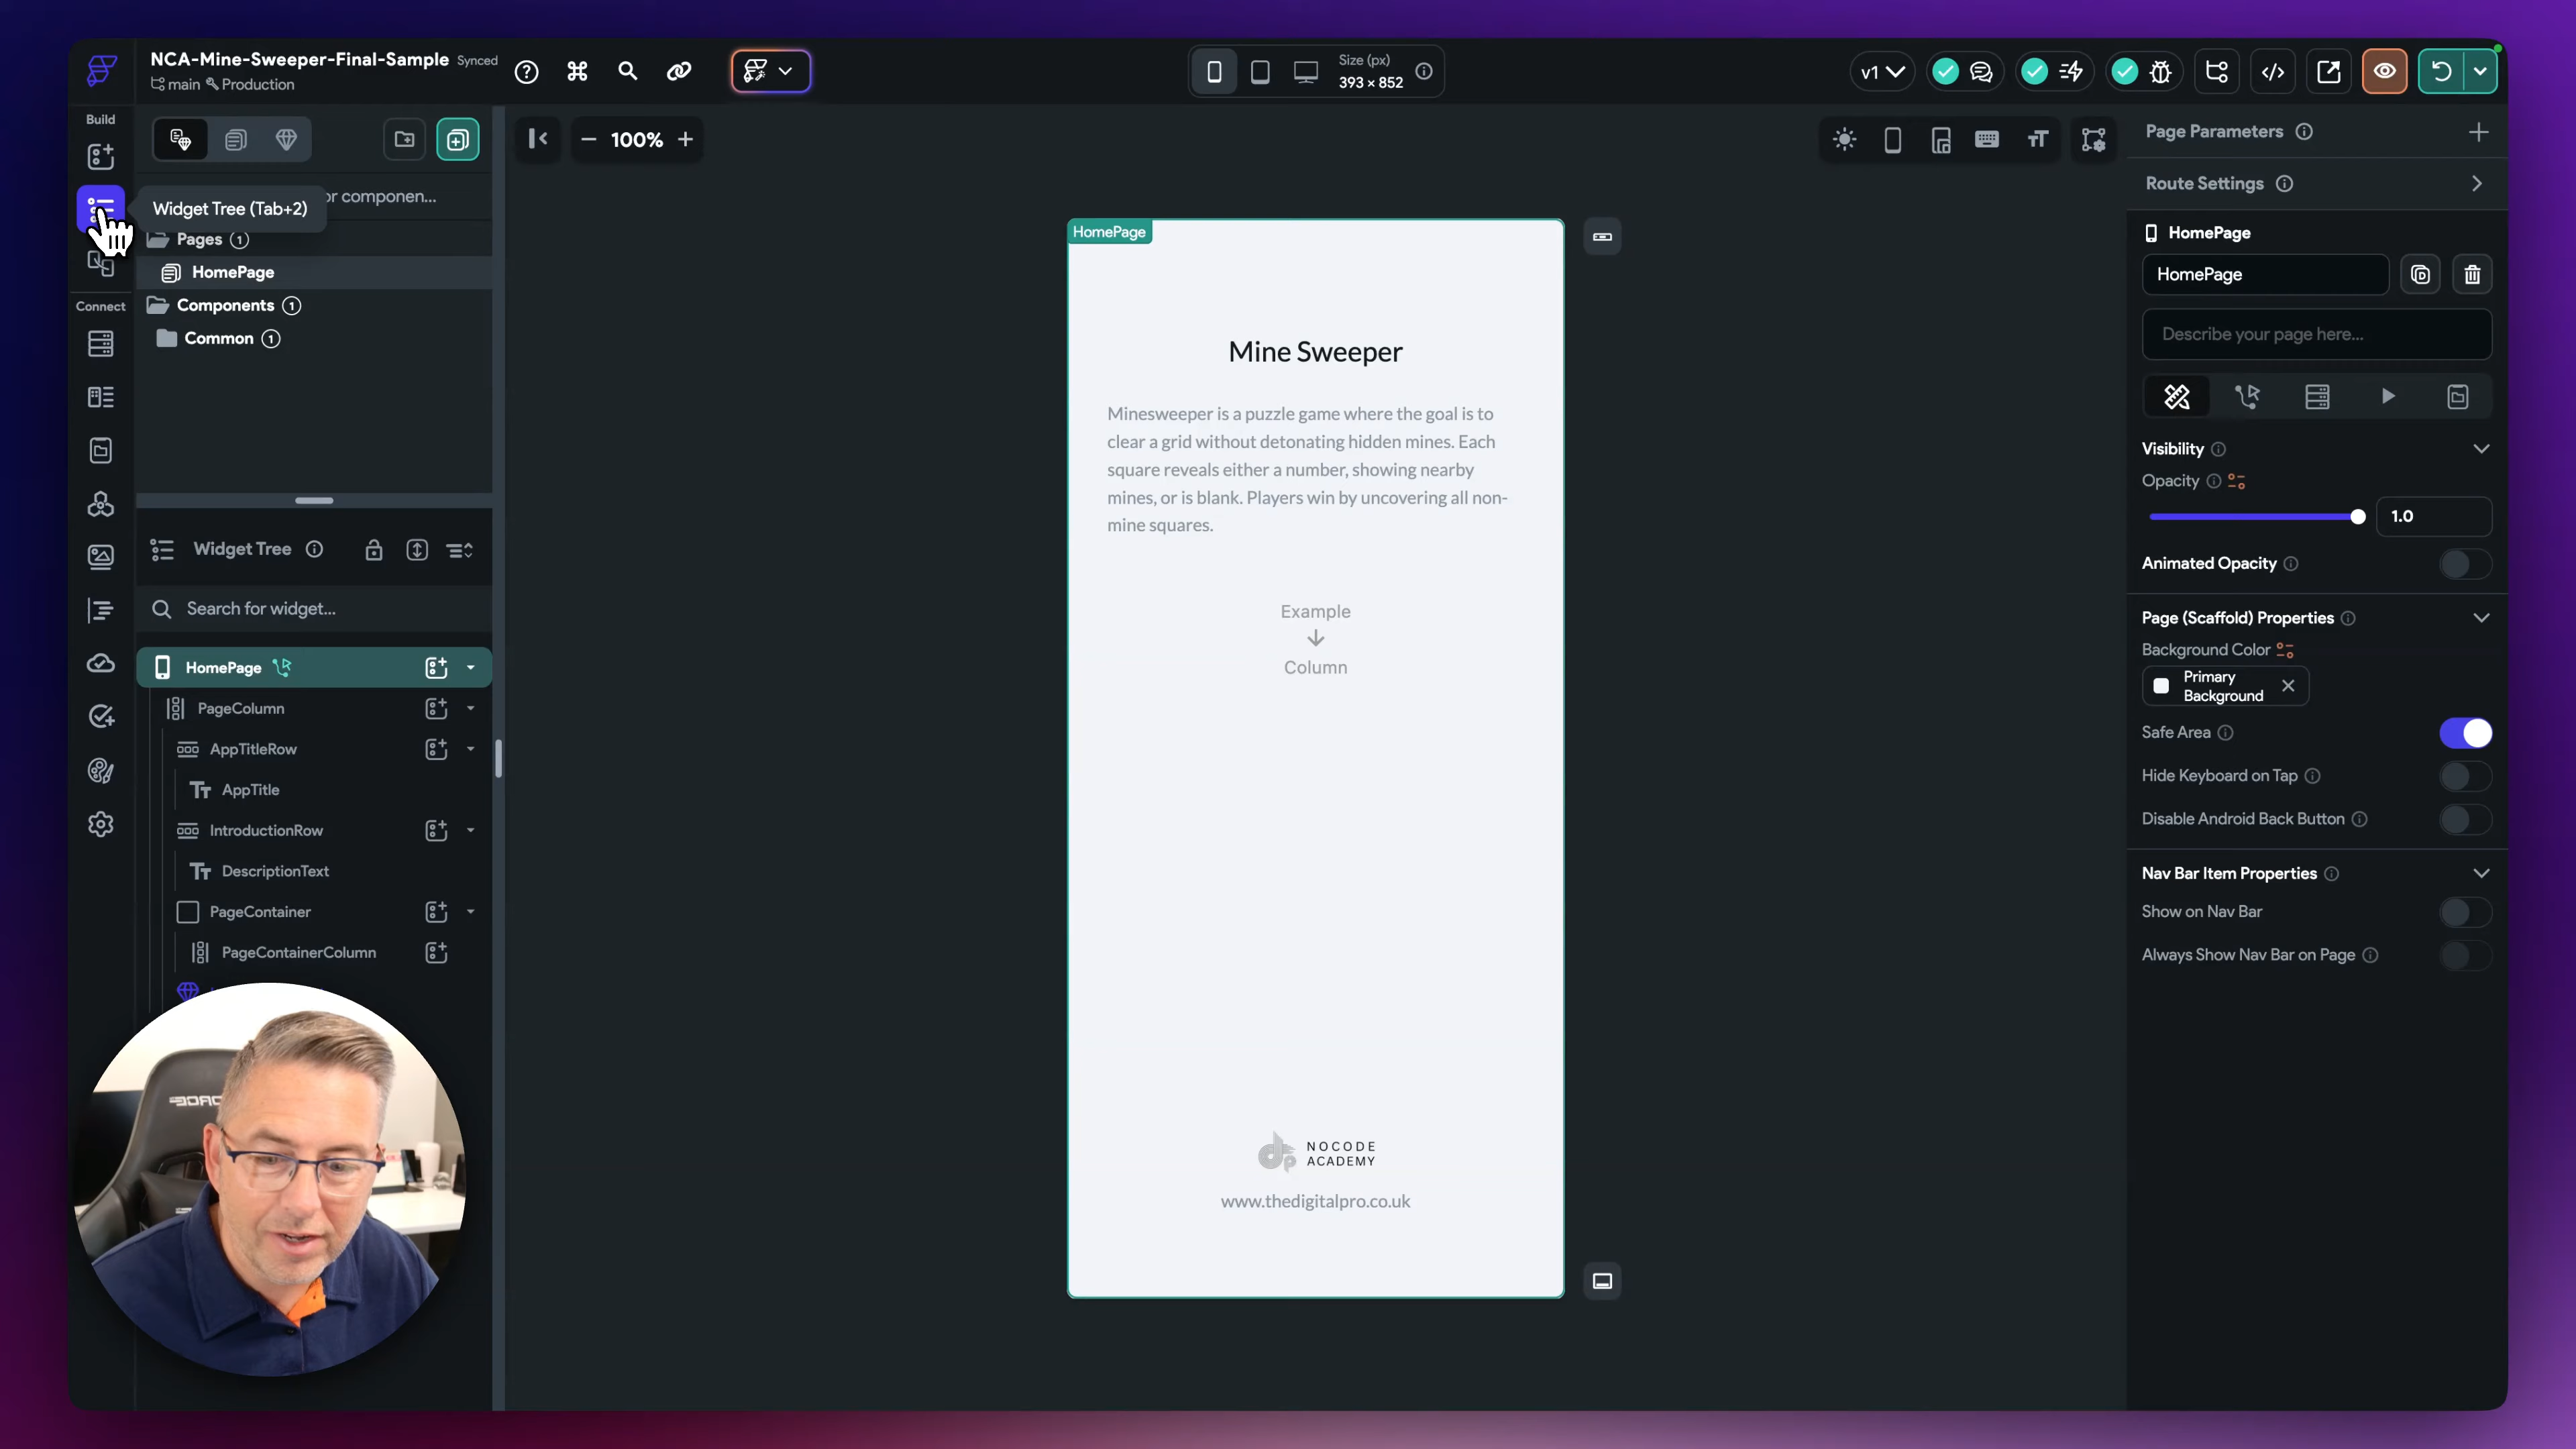 NCA-Mine-Sweeper-Final-Sample Synced
main Production
Size (px)
393 × 852
v1
Build
100%
Page Parameters
Widget Tree (Tab+2)
or componen...
Route Settings
Pages 1
HomePage
HomePage
HomePage
HomePage
HomePage
Components 1
Connect
Common 1
Describe your page here...
Mine Sweeper
Minesweeper is a puzzle game where the goal is to
clear a grid without detonating hidden mines. Each
square reveals either a number, showing nearby
mines, or is blank. Players win by uncovering all non-
mine squares.
Visibility
Opacity
1.0
Widget Tree
Animated Opacity
Search for widget...
Example
Column
Page (Scaffold) Properties
Background Color
Primary
Background
PageColumn
Safe Area
AppTitleRow
Hide Keyboard on Tap
AppTitle
Disable Android Back Button
IntroductionRow
DescriptionText
Nav Bar Item Properties
PageContainer
Show on Nav Bar
PageContainerColumn
Always Show Nav Bar on Page
NOCODE
ACADEMY
www.thedigitalpro.co.uk